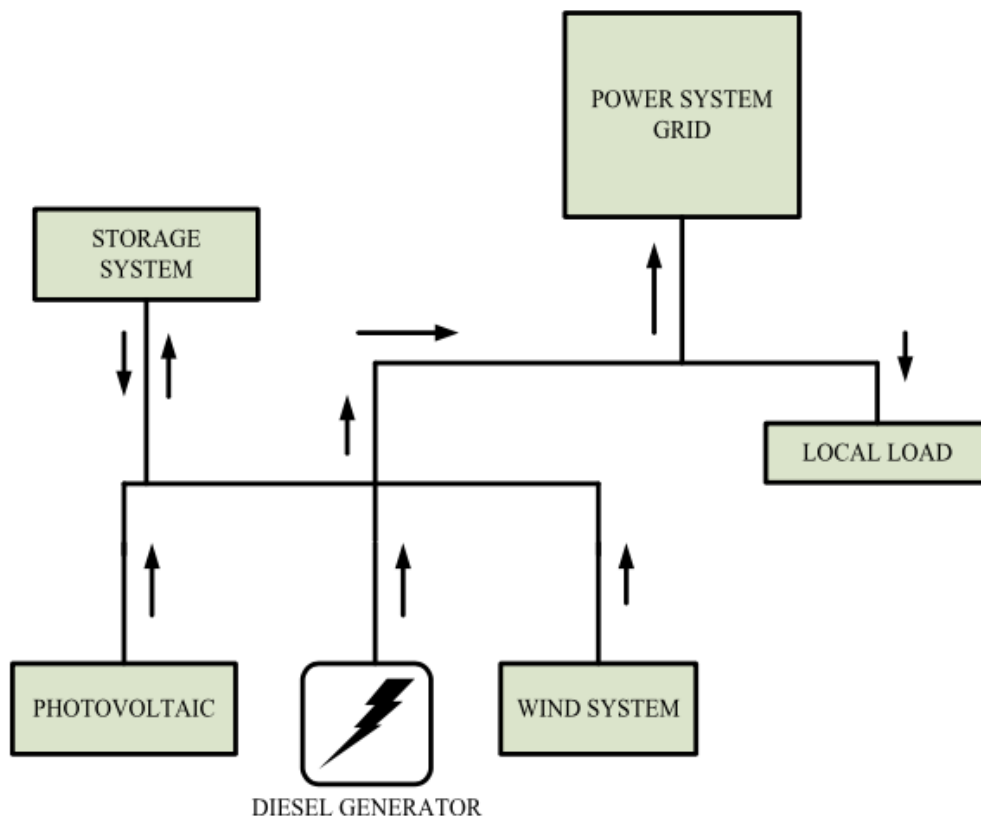 POWER SYSTEM
GRID
STORAGE
SYSTEM
LOCAL LOAD
PHOTOVOLTAIC
WIND SYSTEM
DIESEL GENERATOR